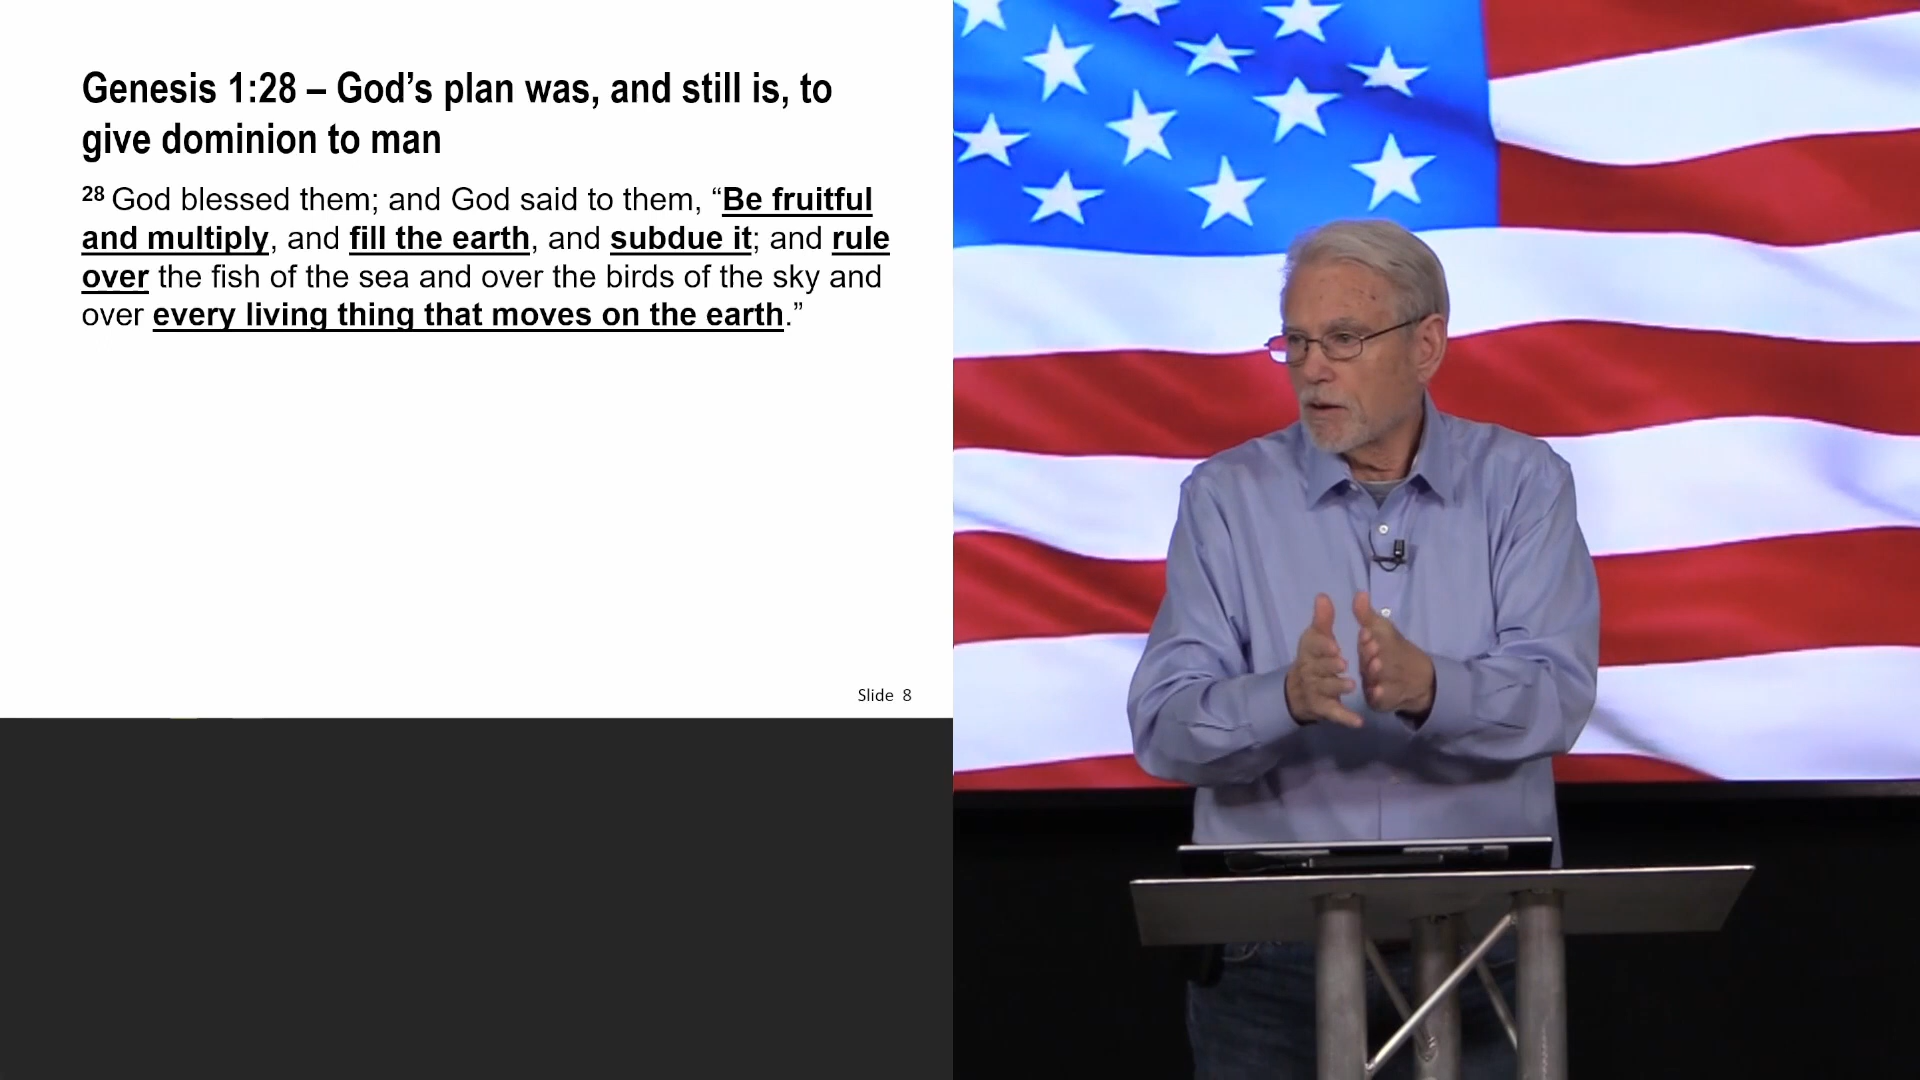 Genesis 1:28 – God’s plan was, and still is, to
give dominion to man
28 God blessed them; and God said to them, “Be fruitful
and multiply, and fill the earth, and subdue it; and rule
over the fish of the sea and over the birds of the sky and
over every living thing that moves on the earth.”
Slide 8